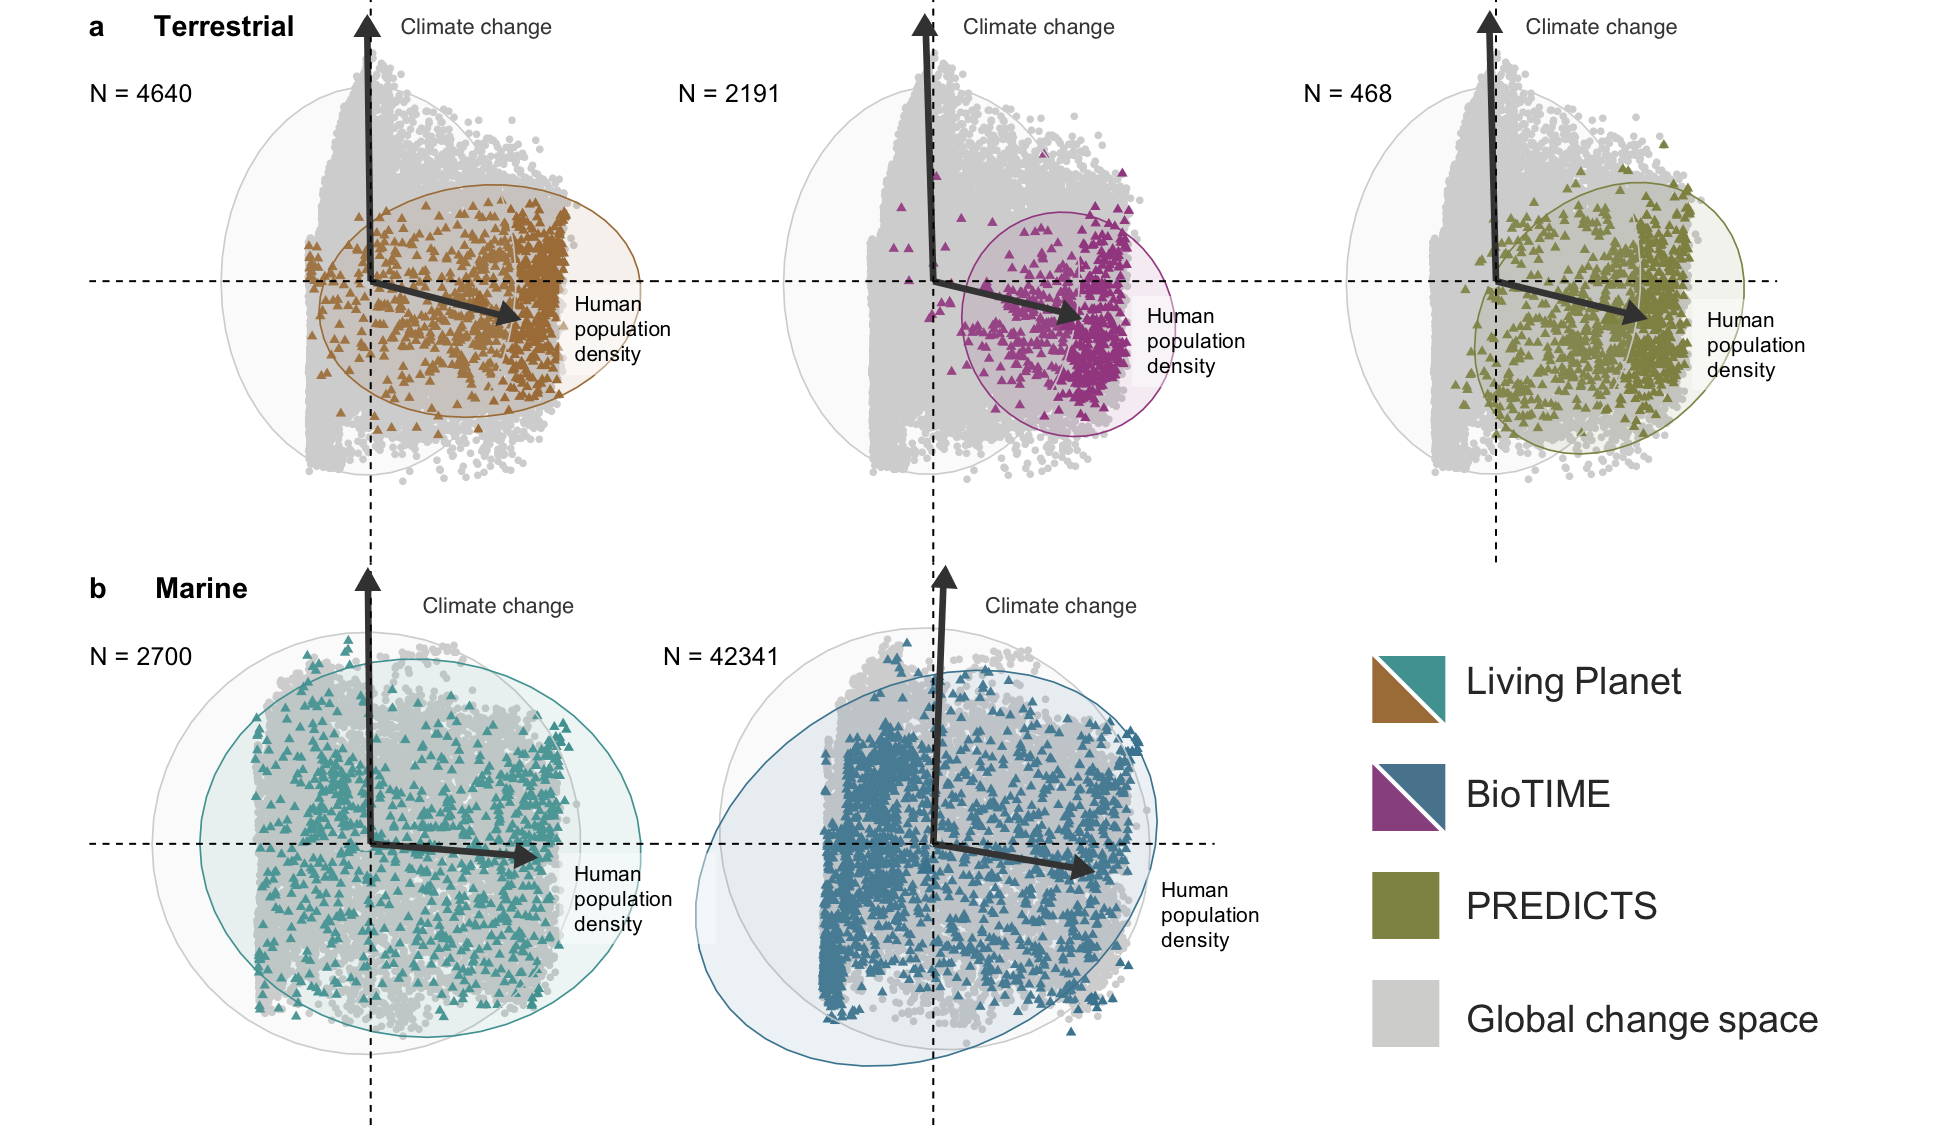 a Terrestrial
Climate change
Climate change
Climate change
N = 4640
N = 2191
N = 468
Human
population
density
Human
population
density
Human
population
density
b Marine
Climate change
Climate change
N = 2700
N = 42341
Human
population
density
Human
population
density
Living Planet
BioTIME
PREDICTS
Global change space